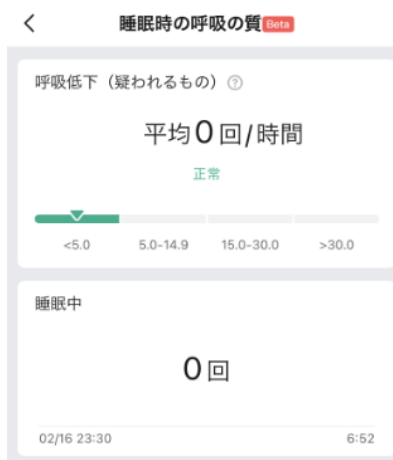 睡眠時の呼吸の質 Beta
呼吸低下（疑われるもの） ?
平均0回/時間
正常
<5.0 5.0-14.9 15.0-30.0 >30.0
睡眠中
0回
02/16 23:30 6:52